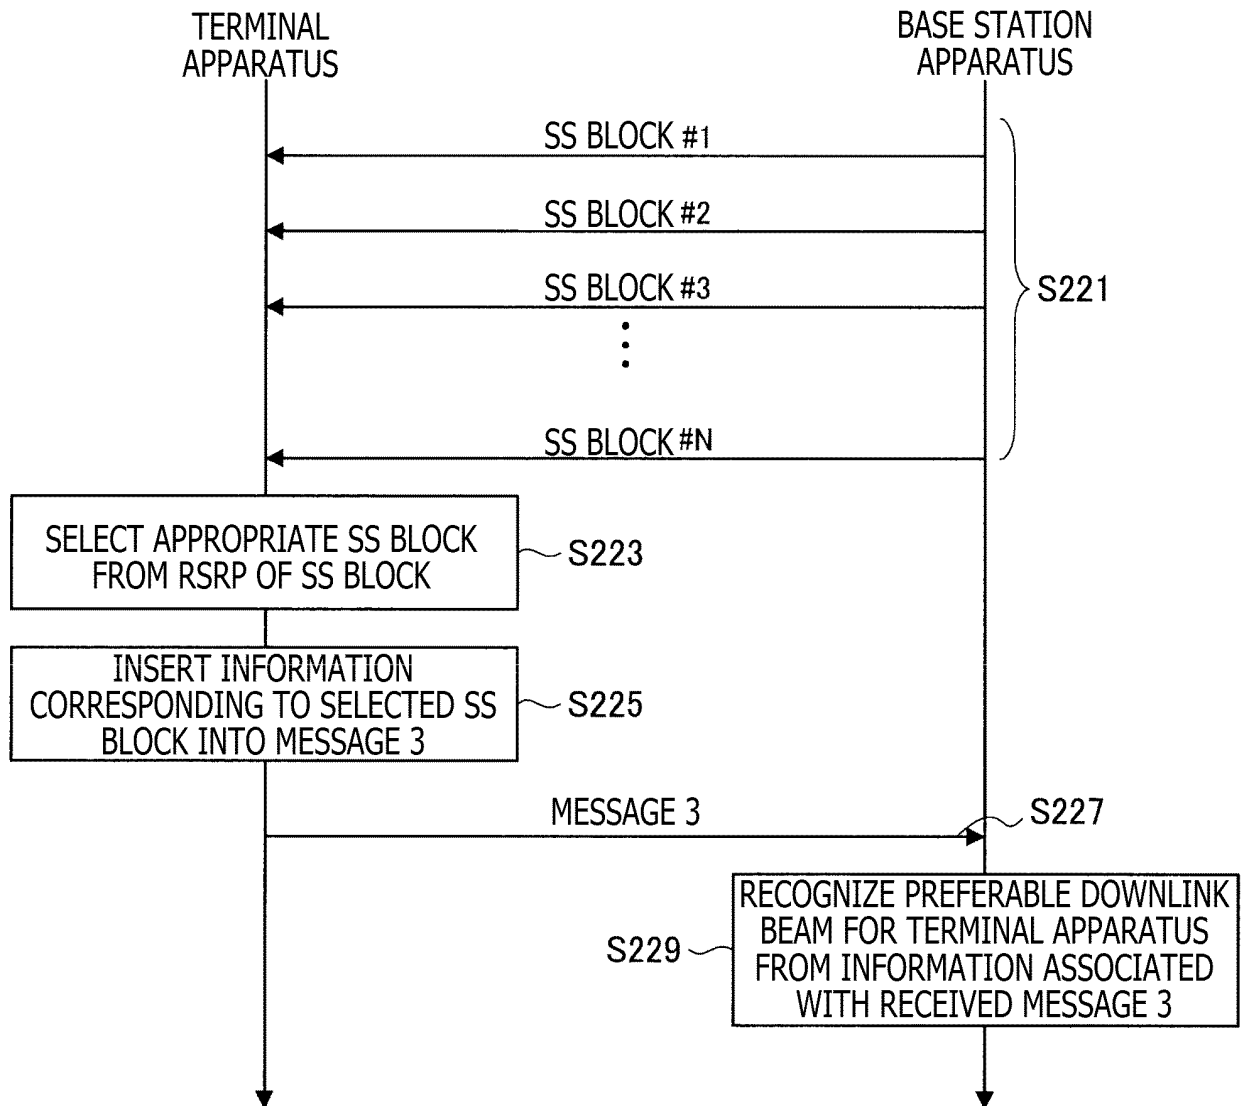 TERMINAL
APPARATUS
BASE STATION
APPARATUS
SS BLOCK #1
SS BLOCK #2
SS BLOCK #3
S221
SS BLOCK #N
SELECT APPROPRIATE SS BLOCK
FROM RSRP OF SS BLOCK
S223
INSERT INFORMATION
CORRESPONDING TO SELECTED SS
BLOCK INTO MESSAGE 3
S225
MESSAGE 3
S227
RECOGNIZE PREFERABLE DOWNLINK
BEAM FOR TERMINAL APPARATUS
FROM INFORMATION ASSOCIATED
WITH RECEIVED MESSAGE 3
S229